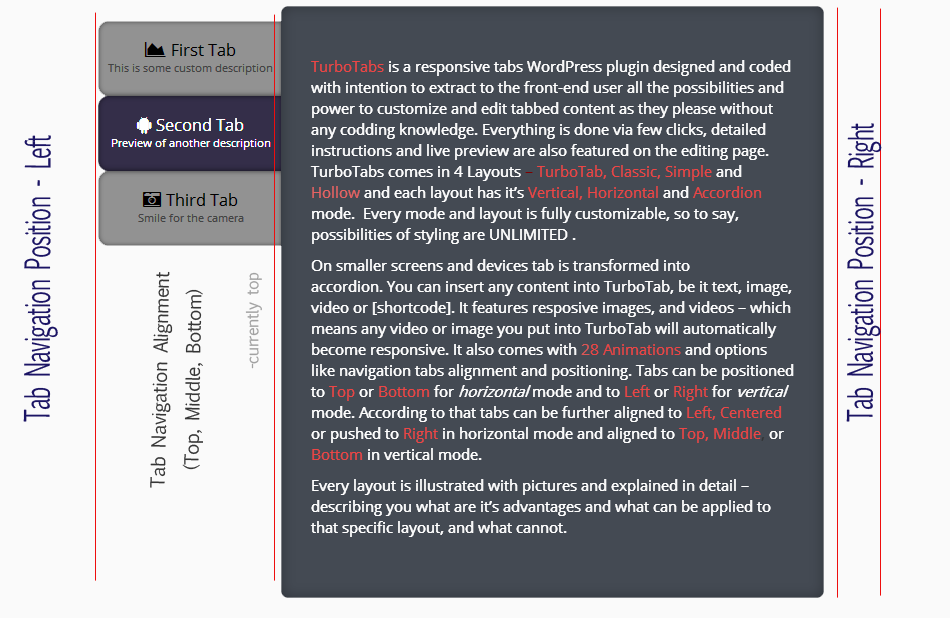 Tab Navigation Position - Left
First Tab
This is some custom description
Second Tab
Preview of another description
Third Tab
Smile for the camera
Tab Navigation Alignment
(Top, Middle, Bottom)
-currently top
TurboTabs is a responsive tabs WordPress plugin designed and coded
with intention to extract to the front-end user all the possibilities and
power to customize and edit tabbed content as they please without
any codding knowledge. Everything is done via few clicks, detailed
instructions and live preview are also featured on the editing page.
TurboTabs comes in 4 Layouts – TurboTab, Classic, Simple and
Hollow and each layout has it’s Vertical, Horizontal and Accordion
mode.  Every mode and layout is fully customizable, so to say,
possibilities of styling are UNLIMITED .
On smaller screens and devices tab is transformed into
accordion. You can insert any content into TurboTab, be it text, image,
video or [shortcode]. It features resposive images, and videos – which
means any video or image you put into TurboTab will automatically
become responsive. It also comes with 28 Animations and options
like navigation tabs alignment and positioning. Tabs can be positioned
to Top or Bottom for horizontal mode and to Left or Right for vertical
mode. According to that tabs can be further aligned to Left, Centered
or pushed to Right in horizontal mode and aligned to Top, Middle, or
Bottom in vertical mode.
Every layout is illustrated with pictures and explained in detail –
describing you what are it’s advantages and what can be applied to
that specific layout, and what cannot.
Tab Navigation Position - Right